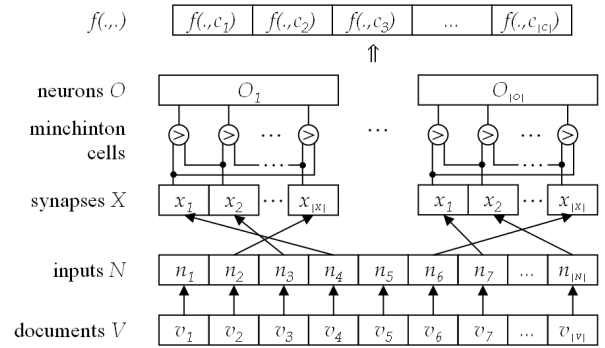 f(.,.) f(.,c1) f(.,c2) f(.,c3) ... f(.,c|c|)
⇑
neurons O O1 O|o|
minchinton > > ... > ... > > ... >
cells .... ....
synapses X x1 x2 ... x|x| x1 x2 ... x|x|
inputs N n1 n2 n3 n4 n5 n6 n7 ... n|N|
documents V v1 v2 v3 v4 v5 v6 v7 ... v|v|